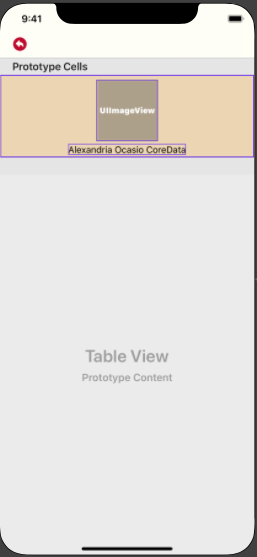 9:41
Prototype Cells
UIImageView
Alexandria Ocasio CoreData
Table View
Prototype Content